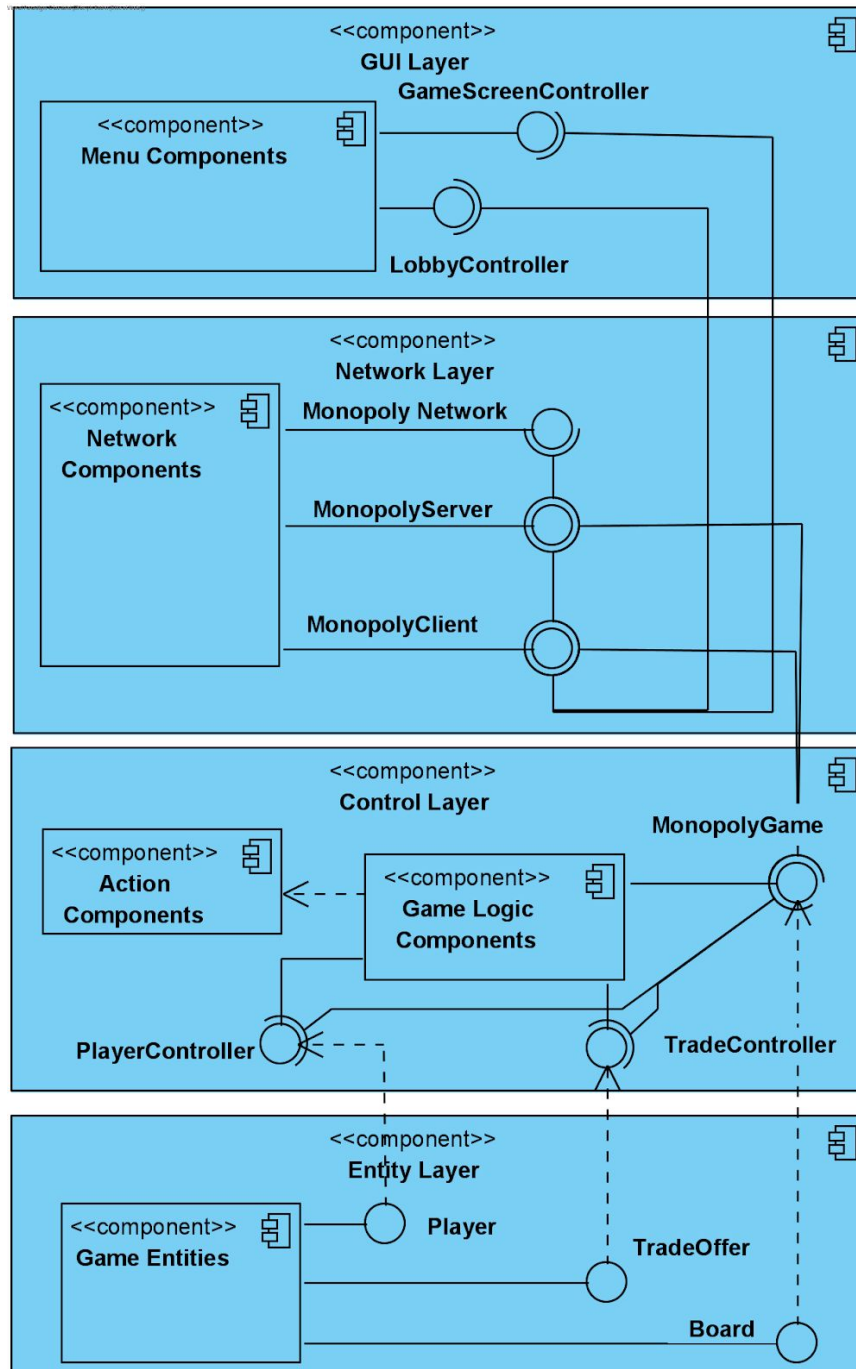 <<component>>
GUI Layer
GameScreenController
<<component>>
Menu Components
LobbyController
<<component>>
Network Layer
<<component>>
Network
Components
Monopoly Network
MonopolyServer
MonopolyClient
<<component>>
Control Layer
MonopolyGame
<<component>>
Action
Components
<<component>>
Game Logic
Components
PlayerController
TradeController
<<component>>
Entity Layer
<<component>>
Game Entities
Player
TradeOffer
Board